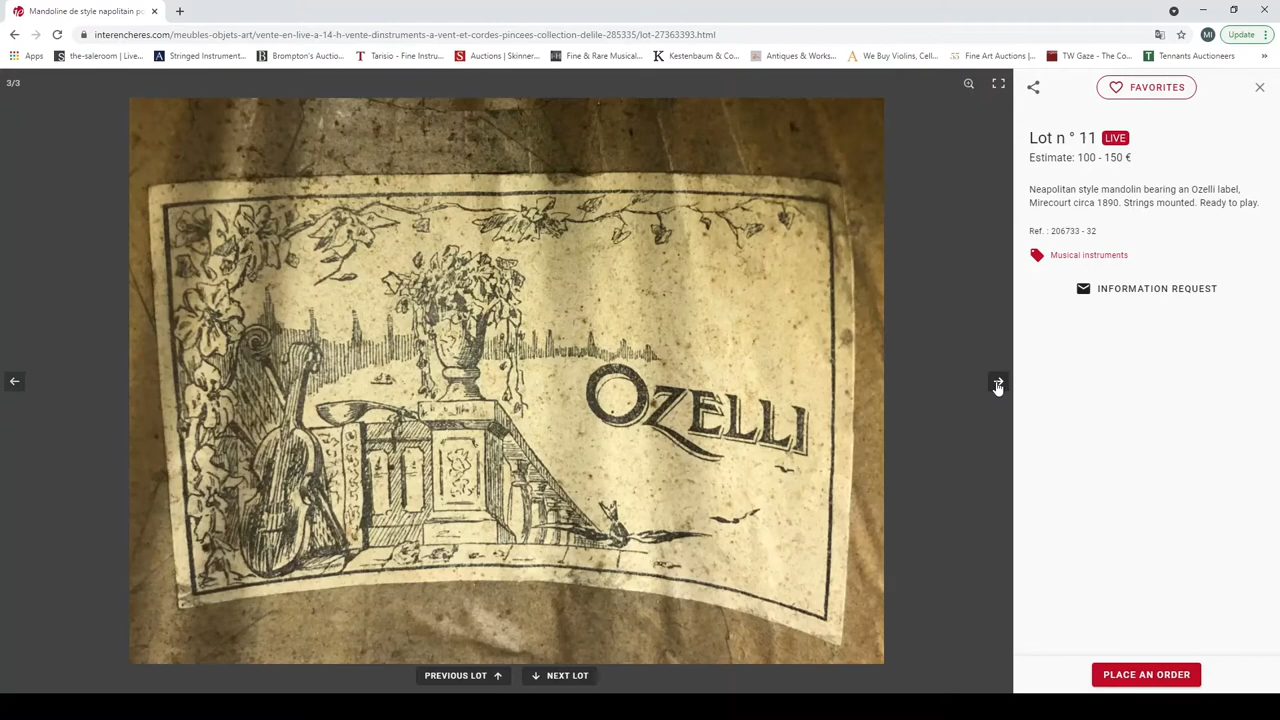 Mandoline de style napolitain po
interencheres.com/meubles-objets-art/vente-en-live-a-14-h-vente-dinstruments-a-vent-et-cordes-pincees-collection-delile-285335/lot-27363393.html
MI
Update
Apps
the-saleroom | Live...
Stringed Instrument...
Brompton's Auctio...
Tarisio - Fine Instru...
Auctions | Skinner...
Fine & Rare Musical...
Kestenbaum & Co...
Antiques & Works...
We Buy Violins, Cell...
Fine Art Auctions |...
TW Gaze - The Co...
Tennants Auctioneers
»
3/3
FAVORITES
Lot n ° 11 LIVE
Estimate: 100 - 150 €
Neapolitan style mandolin bearing an Ozelli label,
Mirecourt circa 1890. Strings mounted. Ready to play.
Ref. : 206733 - 32
Musical instruments
INFORMATION REQUEST
OZELLI
PREVIOUS LOT
NEXT LOT
PLACE AN ORDER